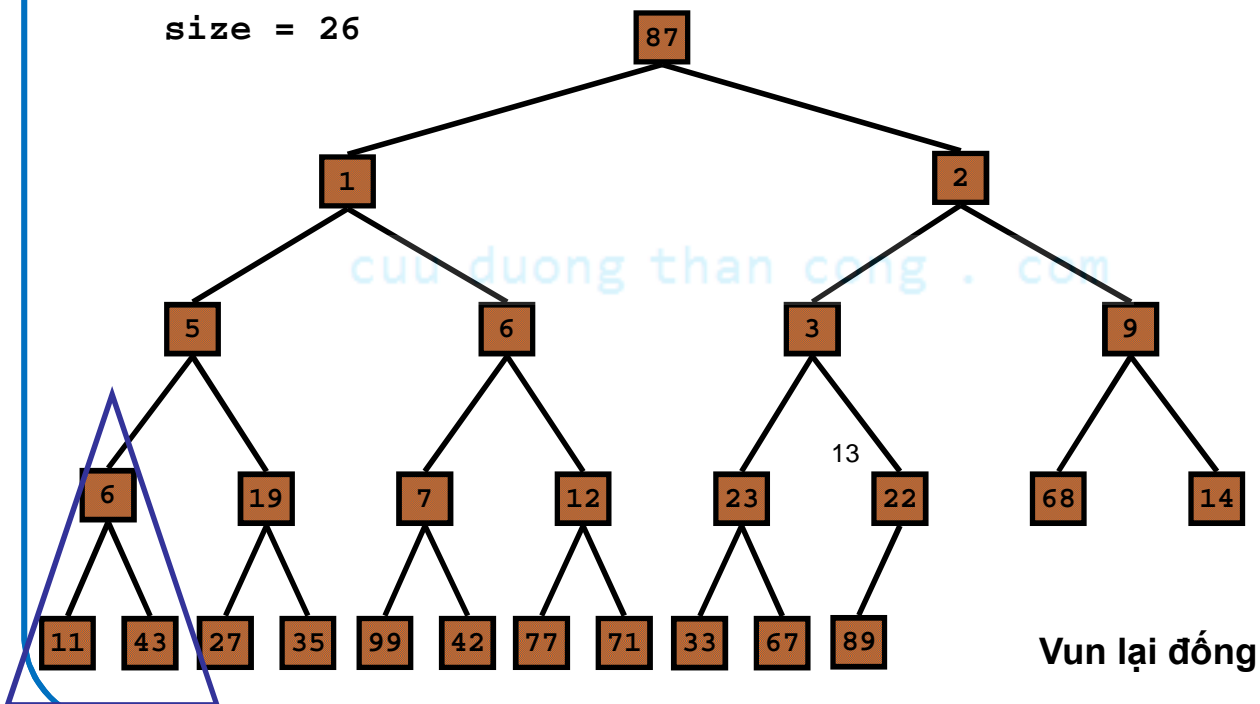 size = 26
87
1 2
cuu duong than cong . com
5 6 3 9
13
6 19 7 12 23 22 68 14
11 43 27 35 99 42 77 71 33 67 89
Vun lại đống